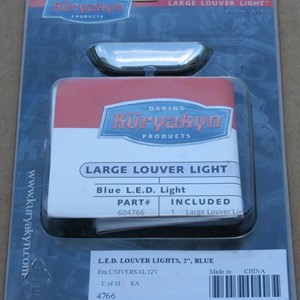 Küryakyn
PRODUCTS
LARGE LOUVER LIGHT
DARING
Küryakyn
PRODUCTS
LARGE LOUVER LIGHT
Blue L.E.D. Light
PART# INCLUDED
604766 1 Large Louver Li
www.kuryakyn.com
L.E.D. LOUVER LIGHTS, 2", BLUE
Fits UNIVERSAL 12V Made in CHINA
U of M : EA
4766